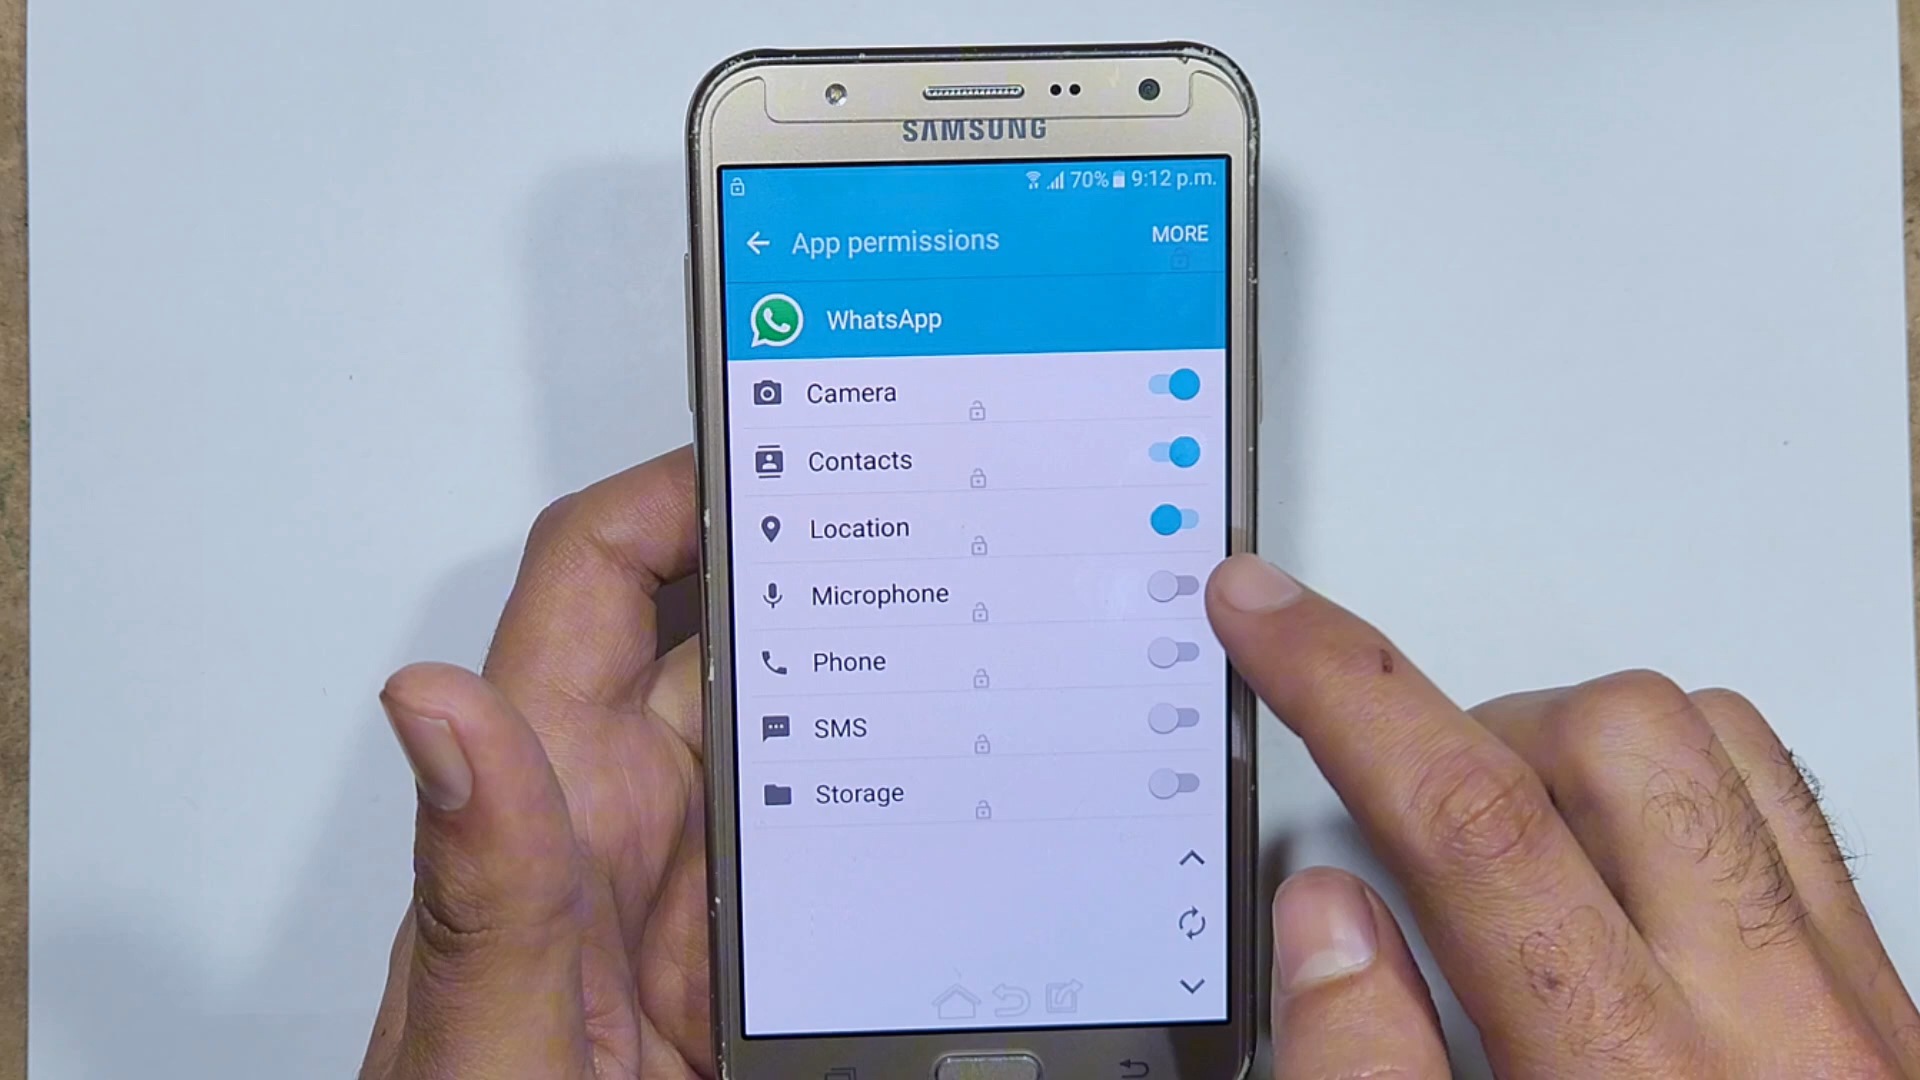 SAMSUNG
70% 9:12 p.m.
App permissions
MORE
WhatsApp
Camera
Contacts
Location
Microphone
Phone
SMS
Storage